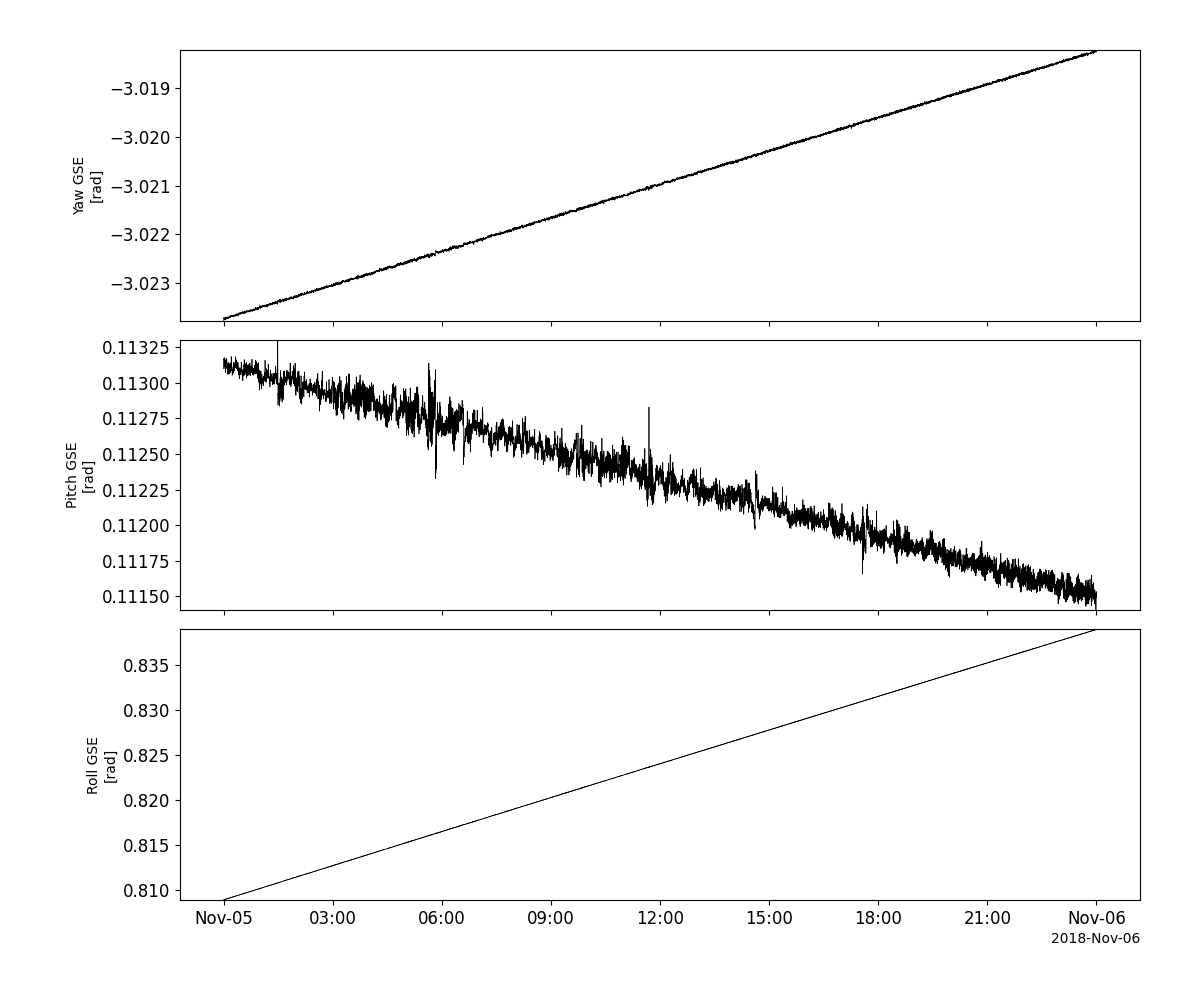 −3.019
−3.020
−3.021
−3.022
−3.023
Yaw GSE
[rad]
0.11325
0.11300
0.11275
0.11250
0.11225
0.11200
0.11175
0.11150
Pitch GSE
[rad]
0.835
0.830
0.825
0.820
0.815
0.810
Roll GSE
[rad]
Nov-05 03:00 06:00 09:00 12:00 15:00 18:00 21:00 Nov-06
2018-Nov-06